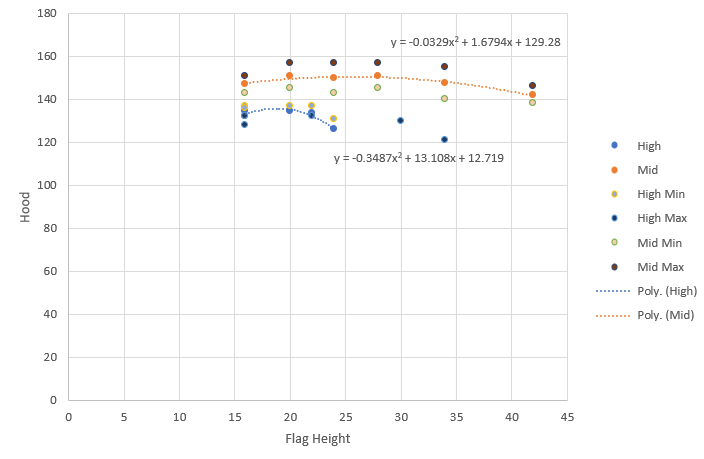 180
160
140
120
100
80
60
40
20
0
Hood
y = -0.0329x² + 1.6794x + 129.28
y = -0.3487x² + 13.108x + 12.719
0 5 10 15 20 25 30 35 40 45
Flag Height
High
Mid
High Min
High Max
Mid Min
Mid Max
Poly. (High)
Poly. (Mid)